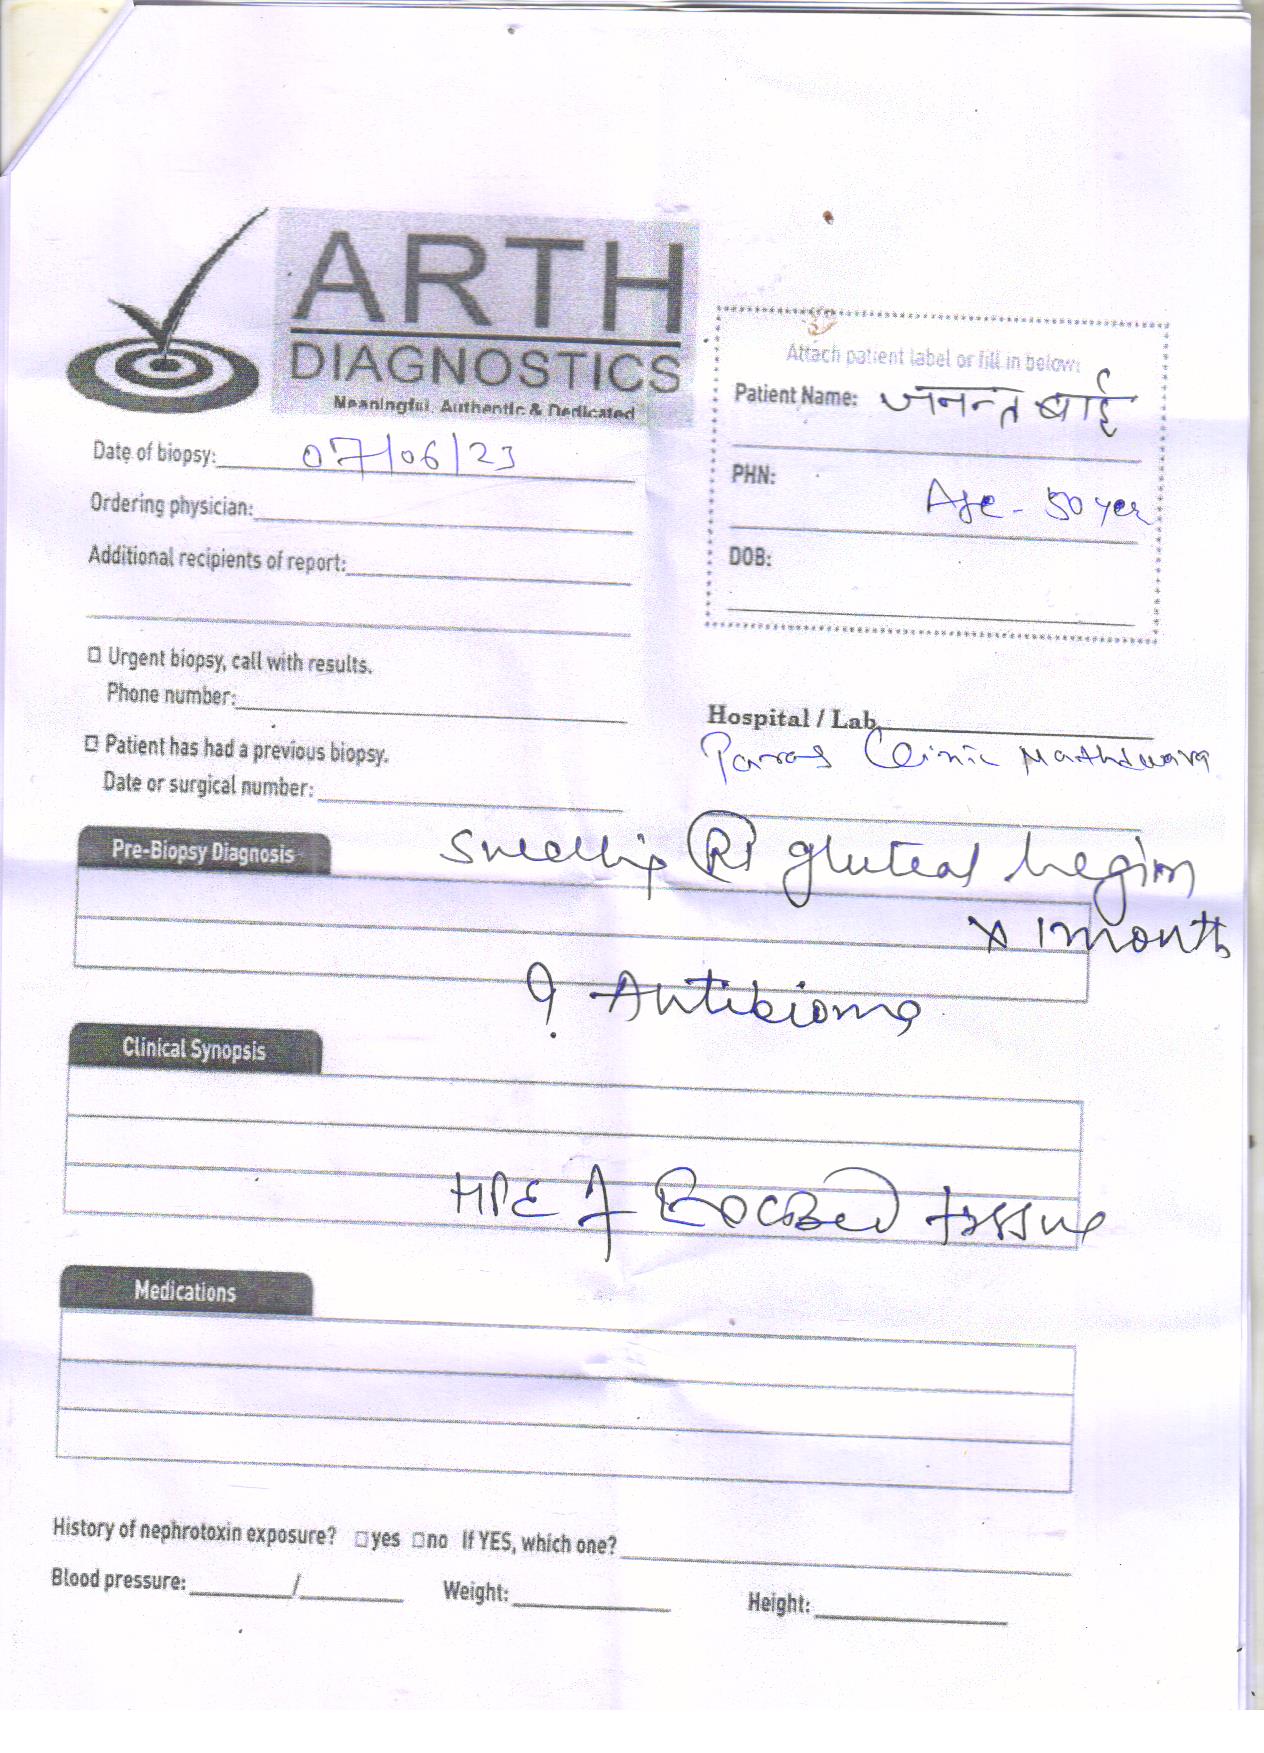 ARTH
DIAGNOSTICS
Meaningful, Authentic & Dedicated
Attach patient label or fill in below:
Patient Name: जनत बाई
PHN:
Age - 50 yer
DOB:
Date of biopsy: 07/06/23
Ordering physician:
Additional recipients of report:
Urgent biopsy, call with results.
Phone number:
Patient has had a previous biopsy.
Date or surgical number:
Hospital / Lab
Paras Clinic Nathdwara
Pre-Biopsy Diagnosis
Swelling Rt gluteal region
x 1 month
? Antibioma
Clinical Synopsis
HPE of tissue
Medications
History of nephrotoxin exposure? yes no If YES, which one?
Blood pressure: / Weight: Height: